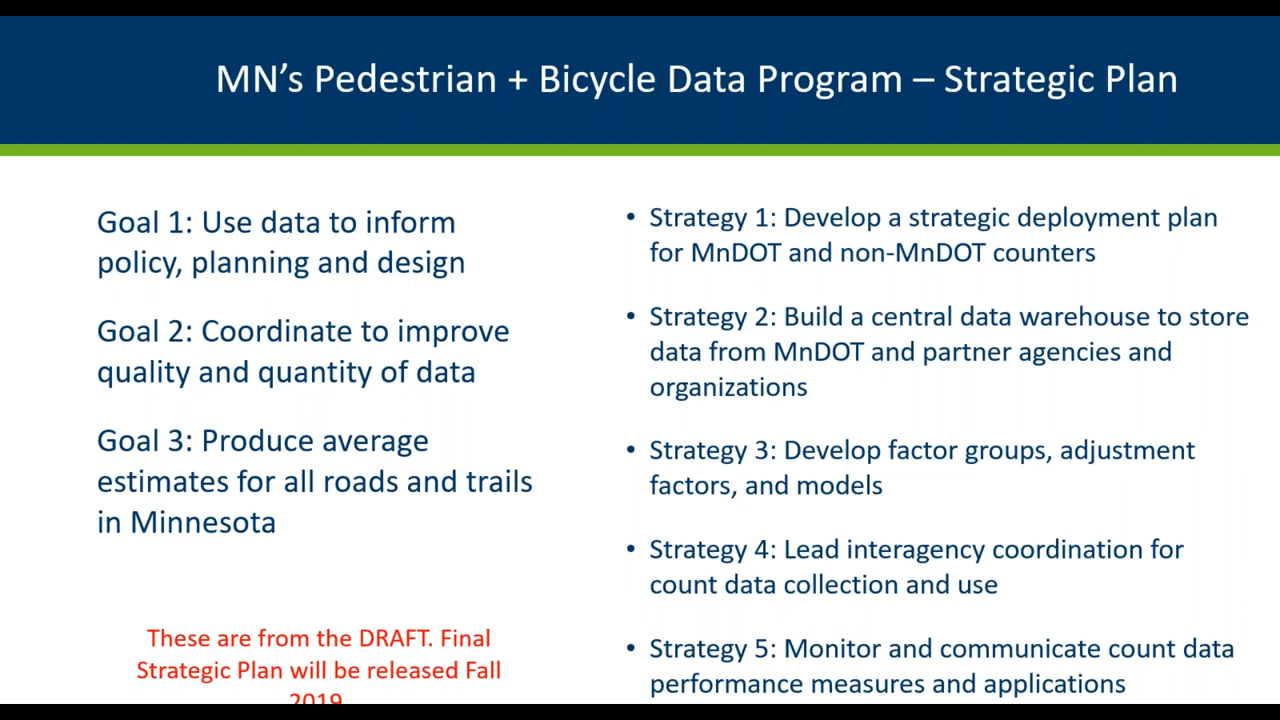 MN’s Pedestrian + Bicycle Data Program – Strategic Plan
Goal 1: Use data to inform
policy, planning and design
Goal 2: Coordinate to improve
quality and quantity of data
Goal 3: Produce average
estimates for all roads and trails
in Minnesota
These are from the DRAFT. Final
Strategic Plan will be released Fall
2019
• Strategy 1: Develop a strategic deployment plan
for MnDOT and non-MnDOT counters
• Strategy 2: Build a central data warehouse to store
data from MnDOT and partner agencies and
organizations
• Strategy 3: Develop factor groups, adjustment
factors, and models
• Strategy 4: Lead interagency coordination for
count data collection and use
• Strategy 5: Monitor and communicate count data
performance measures and applications